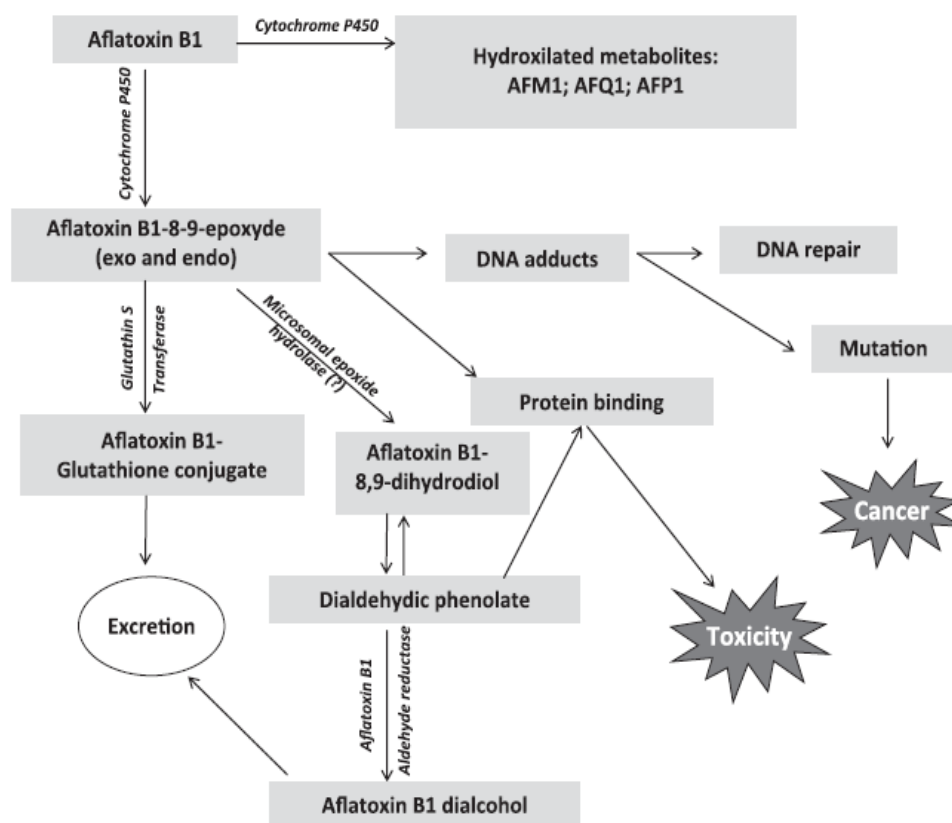 Aflatoxin B1
Cytochrome P450
Hydroxilated metabolites:
AFM1; AFQ1; AFP1
Cytochrome P450
Aflatoxin B1-8-9-epoxyde
(exo and endo)
DNA adducts
DNA repair
Glutathin S
Transferase
Microsomal epoxide
hydrolase (?)
Mutation
Protein binding
Aflatoxin B1-
Glutathione conjugate
Aflatoxin B1-
8,9-dihydrodiol
Cancer
Dialdehydic phenolate
Excretion
Toxicity
Aflatoxin B1
Aldehyde reductase
Aflatoxin B1 dialcohol